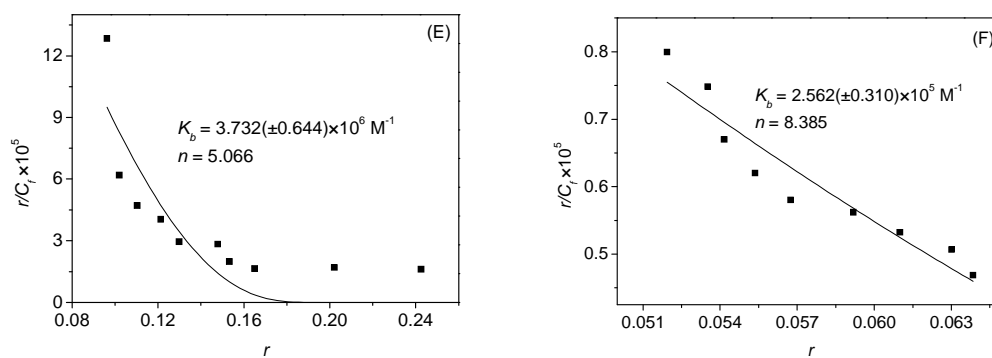 (E)
12
9
6
3
0
0.08 0.12 0.16 0.20 0.24
r/C_f ×10^5
r
K_b = 3.732(±0.644)×10^6 M^-1
n = 5.066
(F)
0.8
0.7
0.6
0.5
0.051 0.054 0.057 0.060 0.063
r/C_f ×10^5
r
K_b = 2.562(±0.310)×10^5 M^-1
n = 8.385